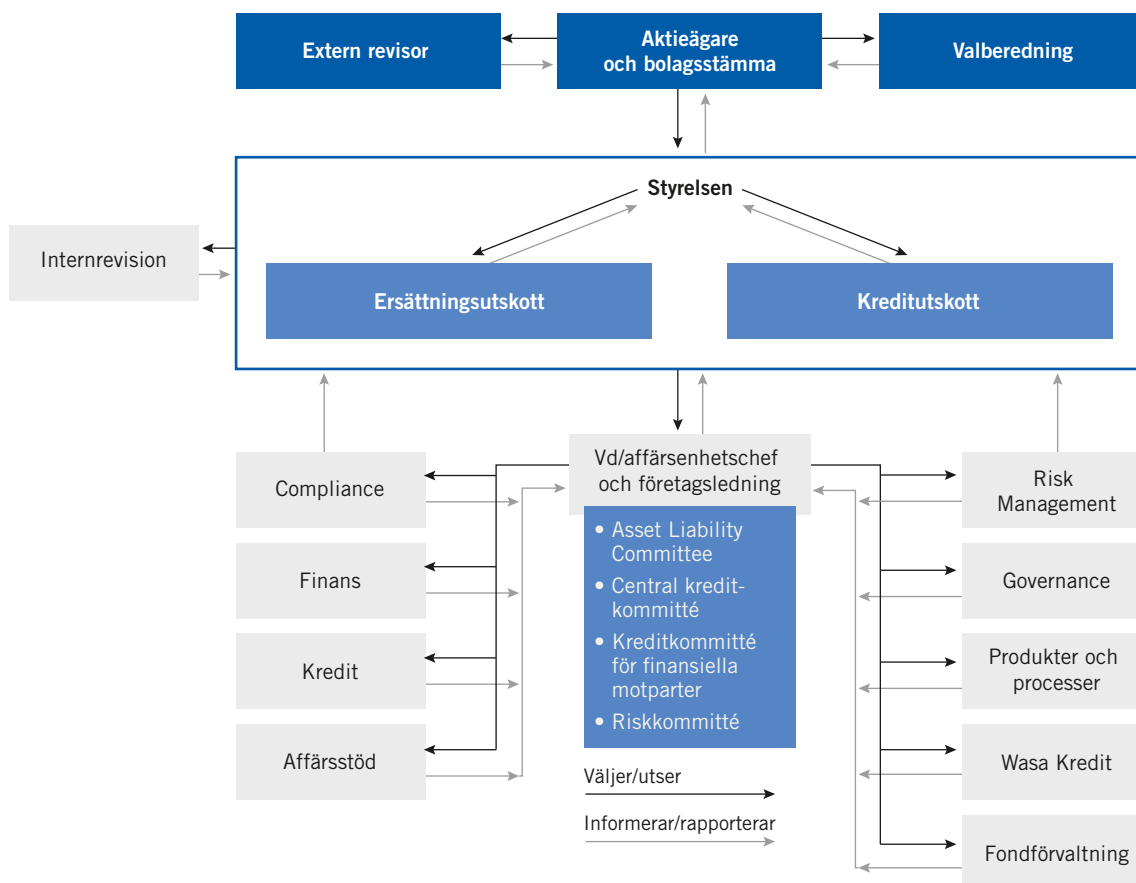 Extern revisor
Aktieägare
och bolagsstämma
Valberedning
Styrelsen
Internrevision
Ersättningsutskott
Kreditutskott
Compliance
Finans
Kredit
Affärsstöd
Vd/affärsenhetschef
och företagsledning
• Asset Liability
Committee
• Central kredit-
kommitté
• Kreditkommitté
för finansiella
motparter
• Riskkommitté
Väljer/utser
Informerar/rapporterar
Risk
Management
Governance
Produkter och
processer
Wasa Kredit
Fondförvaltning